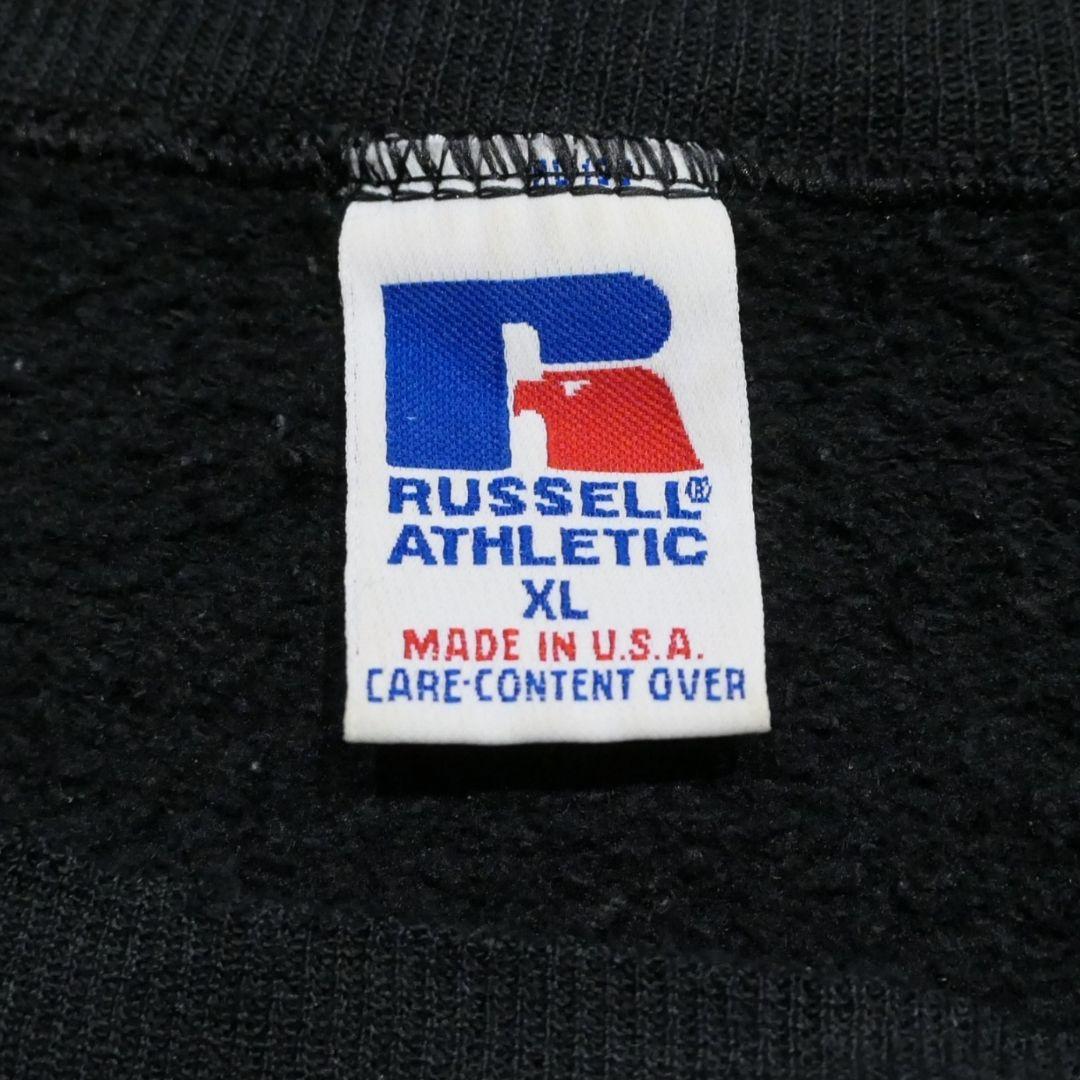 RUSSELL®
ATHLETIC
XL
MADE IN U.S.A.
CARE-CONTENT OVER